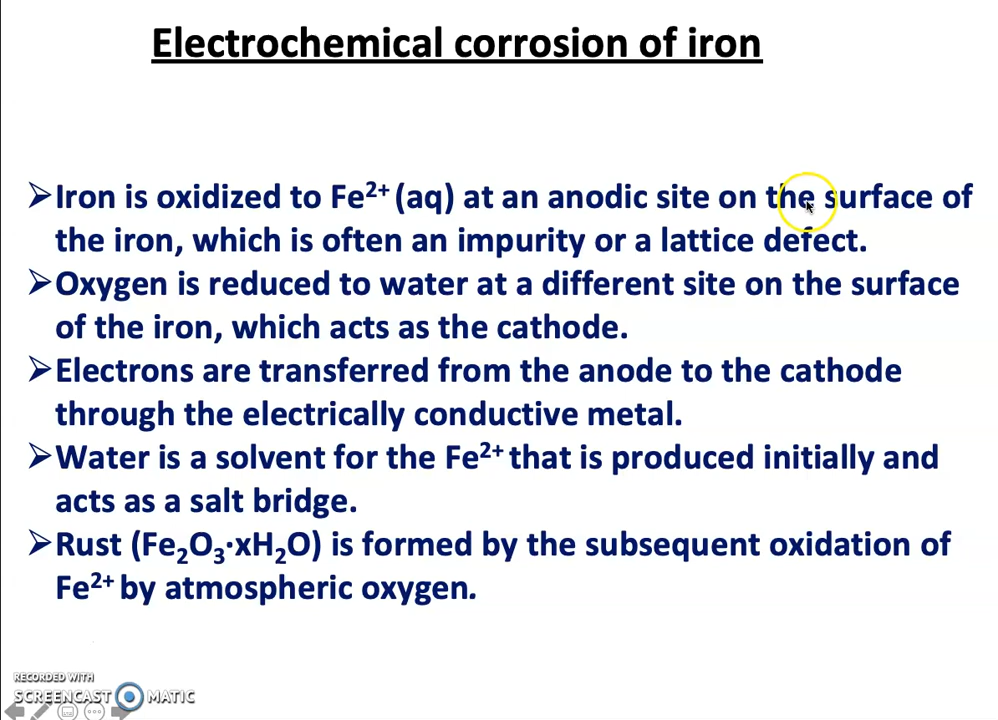 Electrochemical corrosion of iron
➢Iron is oxidized to Fe²⁺ (aq) at an anodic site on the surface of
the iron, which is often an impurity or a lattice defect.
➢Oxygen is reduced to water at a different site on the surface
of the iron, which acts as the cathode.
➢Electrons are transferred from the anode to the cathode
through the electrically conductive metal.
➢Water is a solvent for the Fe²⁺ that is produced initially and
acts as a salt bridge.
➢Rust (Fe₂O₃·xH₂O) is formed by the subsequent oxidation of
Fe²⁺ by atmospheric oxygen.
RECORDED WITH
SCREENCAST MATIC